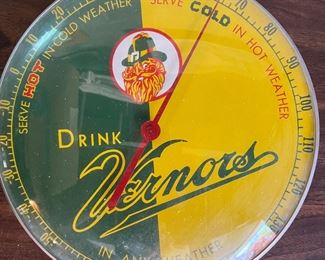 SERVE HOT IN COLD WEATHER
SERVE COLD IN HOT WEATHER
DRINK
Vernors
IN ANY WEATHER